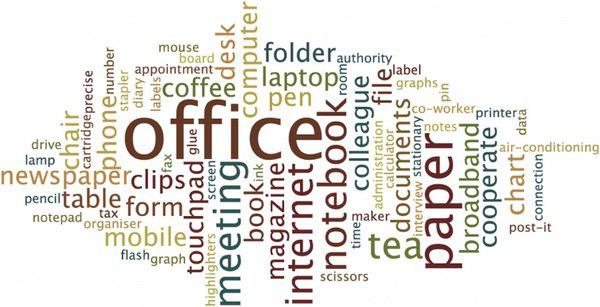 mouse
board
desk
computer
folder
authority
number
appointment
laptop
room
label
precise
stapler
diary
labels
coffee
pen
file
graphs
pin
cartridge
phone
office
notebook
colleague
co-worker
printer
data
chair
glue
documents
stationary
notes
drive
fax
administration
calculator
paper
broadband
cooperate
air-conditioning
lamp
newspaper
clips
touchpad
screen
meeting
book
ink
magazine
internet
interview
chart
connection
pencil
table
form
notepad
tax
organiser
mobile
time
maker
tea
post-it
flash
graph
highlighters
scissors